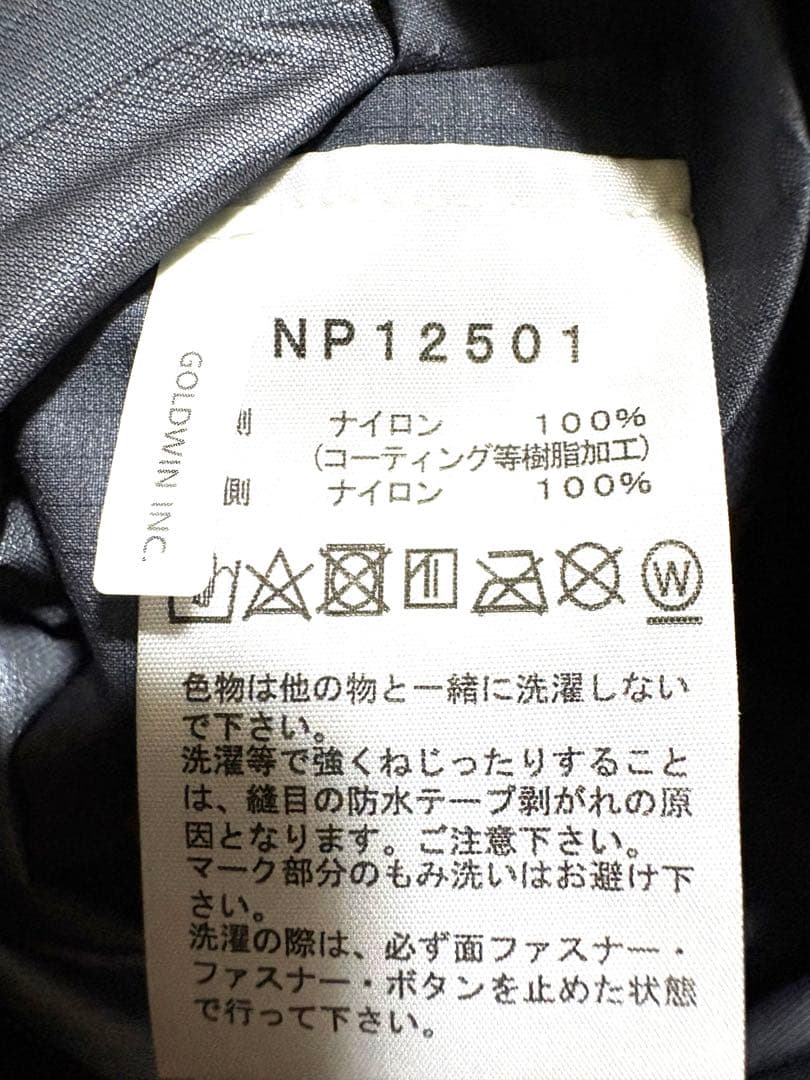 NP12501
GOLDWIN INC.
ナイロン 100%
(コーティング等樹脂加工)
側 ナイロン 100%
W
色物は他の物と一緒に洗濯しない
で下さい。
洗濯等で強くねじったりすること
は、縫目の防水テープ剥がれの原
因となります。ご注意下さい。
マーク部分のもみ洗いはお避け下
さい。
洗濯の際は、必ず面ファスナー・
ファスナー・ボタンを止めた状態
で行って下さい。